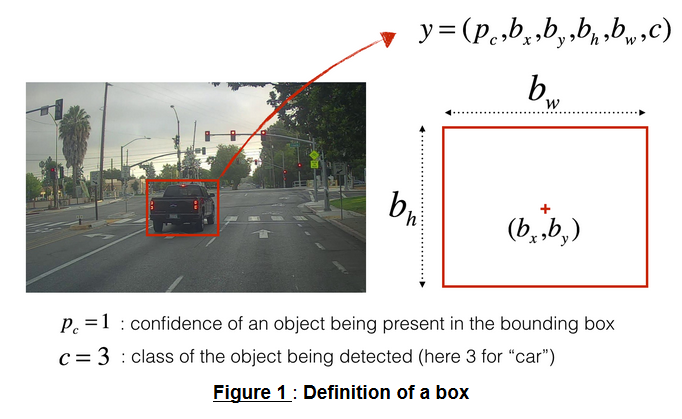 y=(p_c,b_x,b_y,b_h,b_w,c)
b_w
b_h
(b_x,b_y)
p_c=1 : confidence of an object being present in the bounding box
c=3 : class of the object being detected (here 3 for “car”)
Figure 1 : Definition of a box